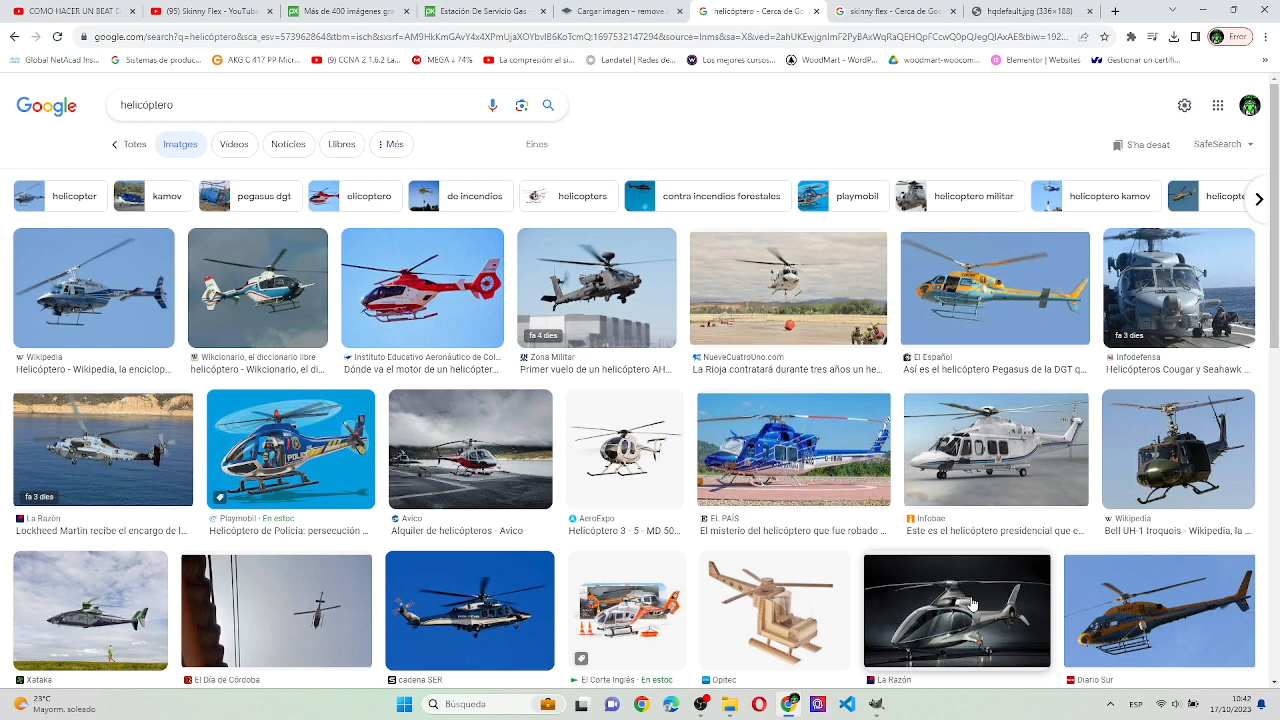 COMO HACER UN BEAT D
(95) Skinny Flex - YouTube
Más de 400 imágenes gra
Estación De Servicio Gas
Cargar imagen – remove.
helicóptero - Cerca de Go
skinny flex - Cerca de Goo
hqdefault.jpg (336×188)
google.com/search?q=helicóptero&sca_esv=573962864&tbm=isch&sxsrf=AM9HkKmGAvY4x4XPmUjaXOYbvIB6KoTcmQ:1697532147294&source=lnms&sa=X&ved=2ahUKEwjgnImF2PyBAxWqRaQEHQpFCcwQ0pQJegQIAxAE&biw=192...
Error
Global NetAcad Ins...
Sistemas de produc...
AKG C 417 PP Micr...
(9) CCNA 2 1.6.2 La...
MEGA ↓ 74%
La compresión el si...
Landatel | Redes de...
Los mejores cursos...
WoodMart - WordP...
woodmart-woocom...
Elementor | Websites
Gestionar un certifi...
»
Google
helicóptero
Totes
Imatges
Vídeos
Notícies
Llibres
Més
Eines
S'ha desat
SafeSearch
helicopter
kamov
pegasus dgt
elicoptero
de incendios
helicopters
contra incendios forestales
playmobil
helicoptero militar
helicoptero kamov
helicopte
fa 4 dies
fa 3 dies
Wikipedia
Wikcionario, el diccionario libre
Instituto Educativo Aeronáutico de Col...
Zona Militar
NueveCuatroUno.com
El Español
Infodefensa
Helicóptero - Wikipedia, la enciclop...
helicóptero - Wikcionario, el di...
Dónde va el motor de un helicópter...
Primer vuelo de un helicóptero AH...
La Rioja contratará durante tres años un he...
Así es el helicóptero Pegasus de la DGT q...
Helicópteros Cougar y Seahawk ...
POLICE
fa 3 dies
La Razón
Playmobil · En estoc
Avico
AeroExpo
EL PAÍS
Infobae
Wikipedia
Lockheed Martin recibe el encargo de l...
Helicóptero de Policía: persecución ...
Alquiler de helicópteros - Avico
Helicóptero 3 - 5 - MD 50...
El misterio del helicóptero que fue robado ...
Este es el helicóptero presidencial que e...
Bell UH-1 Iroquois - Wikipedia, la ...
Xataka
El Día de Córdoba
cadena SER
El Corte Inglés · En estoc
Opitec
La Razón
Diario Sur
23°C
Mayorm. soleado
Búsqueda
ESP
10:42
17/10/2023